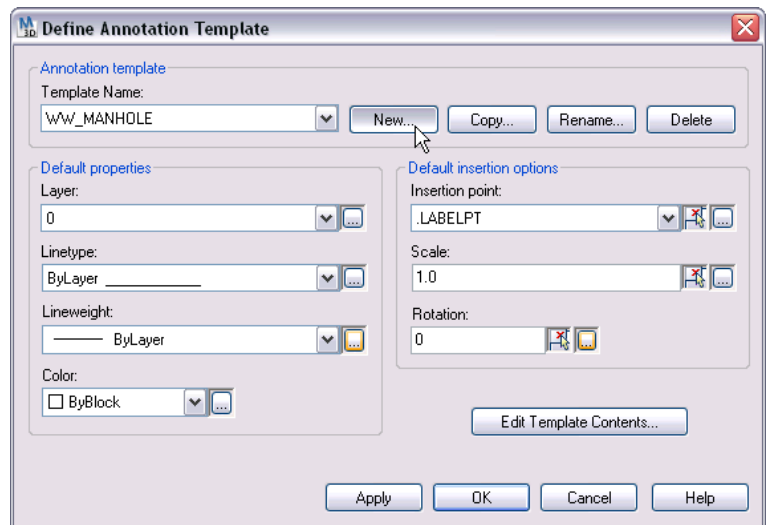 M 3D Define Annotation Template
Annotation template
Template Name:
WW_MANHOLE New... Copy... Rename... Delete
Default properties
Layer:
0 ...
Linetype:
ByLayer ...
Lineweight:
ByLayer ...
Color:
ByBlock ...
Default insertion options
Insertion point:
.LABELPT ...
Scale:
1.0 ...
Rotation:
0 ...
Edit Template Contents...
Apply OK Cancel Help